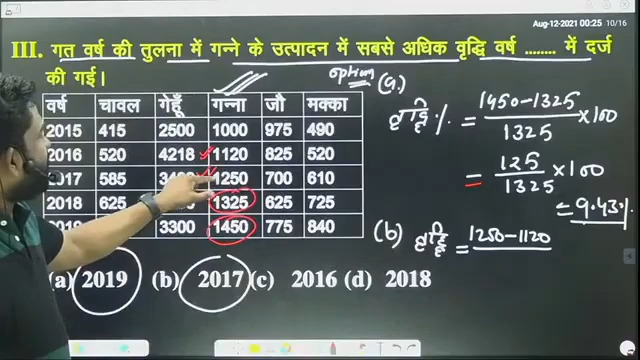 Aug-12-2021 00:25 10/16
III. गत वर्ष की तुलना में गन्ने के उत्पादन में सबसे अधिक वृद्धि वर्ष ........ में दर्ज
की गई।
option (a)
वर्ष चावल गेहूँ गन्ना जौ मक्का
2015 415 2500 1000 975 490
2016 520 4218 1120 825 520
2017 585 1250 700 610
2018 625 1325 625 725
3300 1450 775 840
वृद्धि % = 1450-1325 × 100
1325
= 125 × 100
1325
= 9.43%
(b) वृद्धि = 1250-1120
(a) 2019 (b) 2017 (c) 2016 (d) 2018